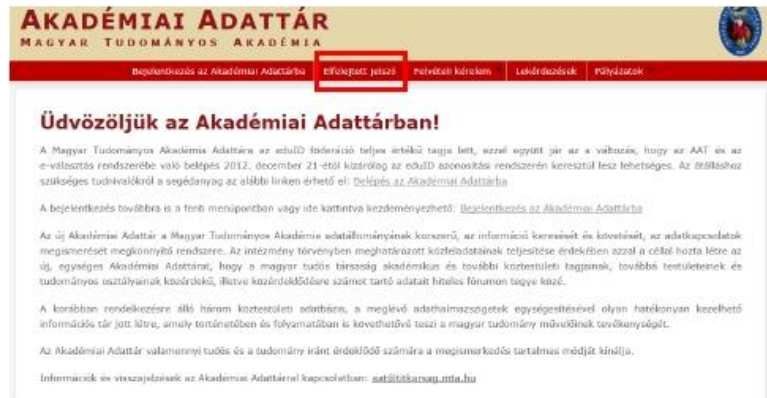 AKADÉMIAI ADATTÁR
MAGYAR TUDOMÁNYOS AKADÉMIA
Bejelentkezés az Akadémiai Adattárba Elfelejtett jelszó Felvételi kérelem Lekérdezések Pályázatok
Üdvözöljük az Akadémiai Adattárban!
A Magyar Tudományos Akadémia Adattára az eduID föderáció teljes értékű tagja lett, ezzel együtt jár az a változás, hogy az AAT és az
e-választás rendszerébe való belépés 2012. december 21-étől kizárólag az eduID azonosítási rendszerén keresztül lesz lehetséges. Az átálláshoz
szükséges tudnivalókról a segédanyag az alábbi linken érhető el: Belépés az Akadémiai Adattárba
A bejelentkezés továbbra is a fenti menüpontban vagy ide kattintva kezdeményezhető: Bejelentkezés az Akadémiai Adattárba
Az új Akadémiai Adattár a Magyar Tudományos Akadémia adatállományának korszerű, az információ keresését és követését, az adatkapcsolatok
megismerését megkönnyítő rendszere. Az intézmény törvényben meghatározott közfeladatainak teljesítése érdekében azzal a céllal hozta létre az
új, egységes Akadémiai Adattárat, hogy a magyar tudós társaság akadémikus és további köztestületi tagjainak, továbbá testületeinek és
tudományos osztályainak közérdekű, illetve közérdeklődésre számot tartó adatait hiteles fórumon tegye közzé.
A korábban rendelkezésre álló három köztestületi adatbázis, a meglévő adathalmazszigetek egységesítésével olyan hatékonyan kezelhető
információs tár jött létre, amely történetében és folyamatában is követhetővé teszi a magyar tudomány művelőinek tevékenységét.
Az Akadémiai Adattár valamennyi tudós és a tudomány iránt érdeklődő számára a megismerkedés tartalmas módját kínálja.
Információk és visszajelzések az Akadémiai Adattárral kapcsolatban: aat@titkarsag.mta.hu